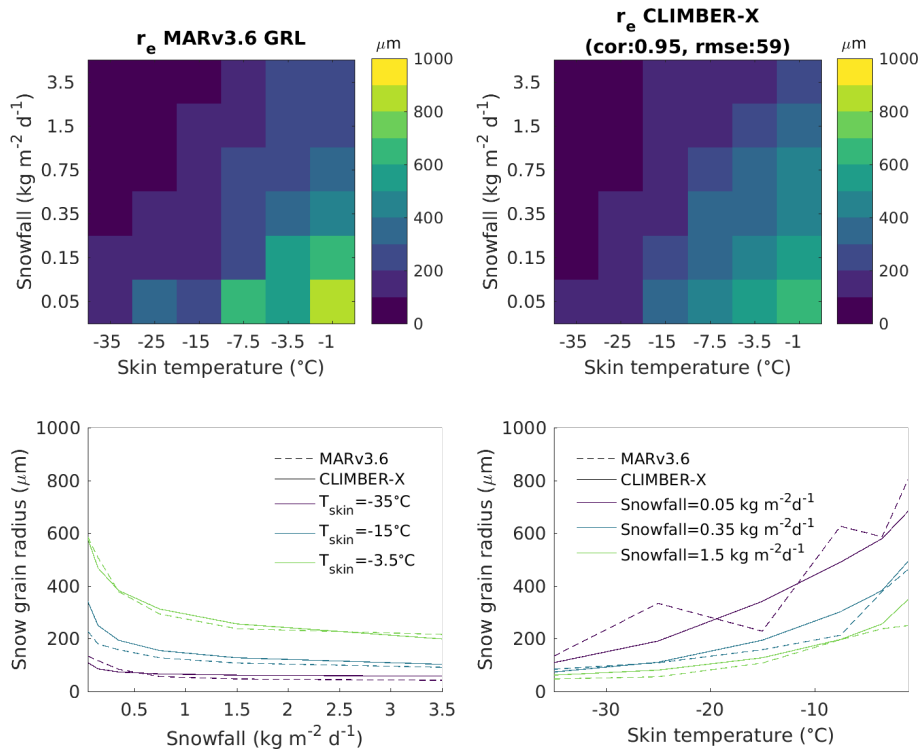 r_e MARv3.6 GRL
μm
1000
800
600
400
200
0
3.5
1.5
0.75
0.35
0.15
0.05
Snowfall (kg m⁻² d⁻¹)
-35 -25 -15 -7.5 -3.5 -1
Skin temperature (°C)
r_e CLIMBER-X
(cor:0.95, rmse:59)
μm
1000
800
600
400
200
0
3.5
1.5
0.75
0.35
0.15
0.05
Snowfall (kg m⁻² d⁻¹)
-35 -25 -15 -7.5 -3.5 -1
Skin temperature (°C)
1000
800
600
400
200
0
Snow grain radius (μm)
MARv3.6
CLIMBER-X
T_skin=-35°C
T_skin=-15°C
T_skin=-3.5°C
0.5 1 1.5 2 2.5 3 3.5
Snowfall (kg m⁻² d⁻¹)
1000
800
600
400
200
0
Snow grain radius (μm)
MARv3.6
CLIMBER-X
Snowfall=0.05 kg m⁻²d⁻¹
Snowfall=0.35 kg m⁻²d⁻¹
Snowfall=1.5 kg m⁻²d⁻¹
-30 -20 -10
Skin temperature (°C)